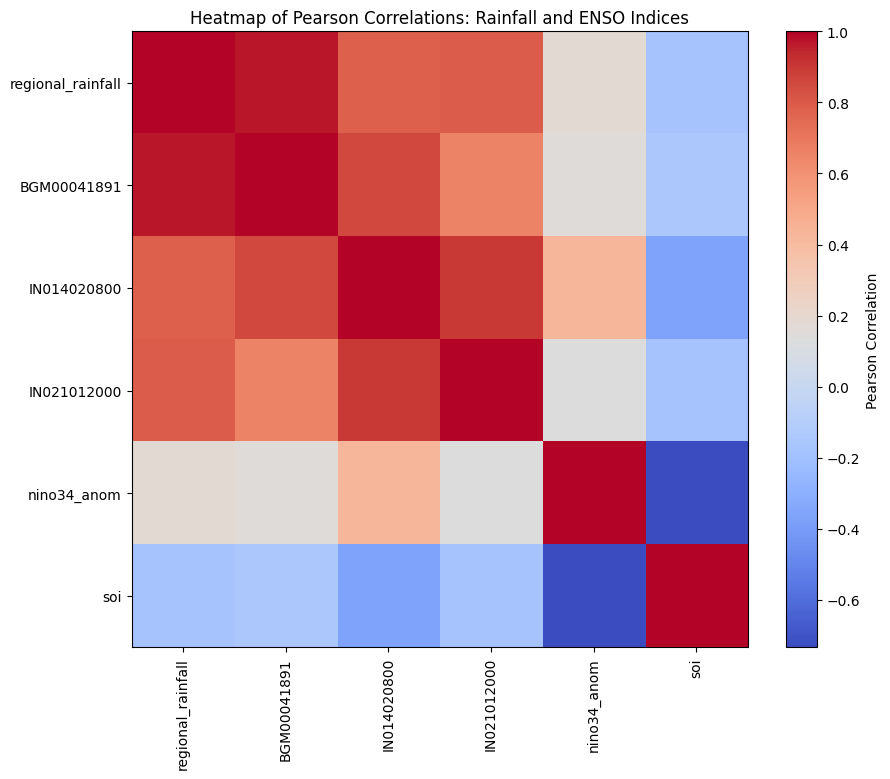 Heatmap of Pearson Correlations: Rainfall and ENSO Indices
regional_rainfall
BGM00041891
IN014020800
IN021012000
nino34_anom
soi
regional_rainfall
BGM00041891
IN014020800
IN021012000
nino34_anom
soi
1.0
0.8
0.6
0.4
0.2
0.0
−0.2
−0.4
−0.6
Pearson Correlation